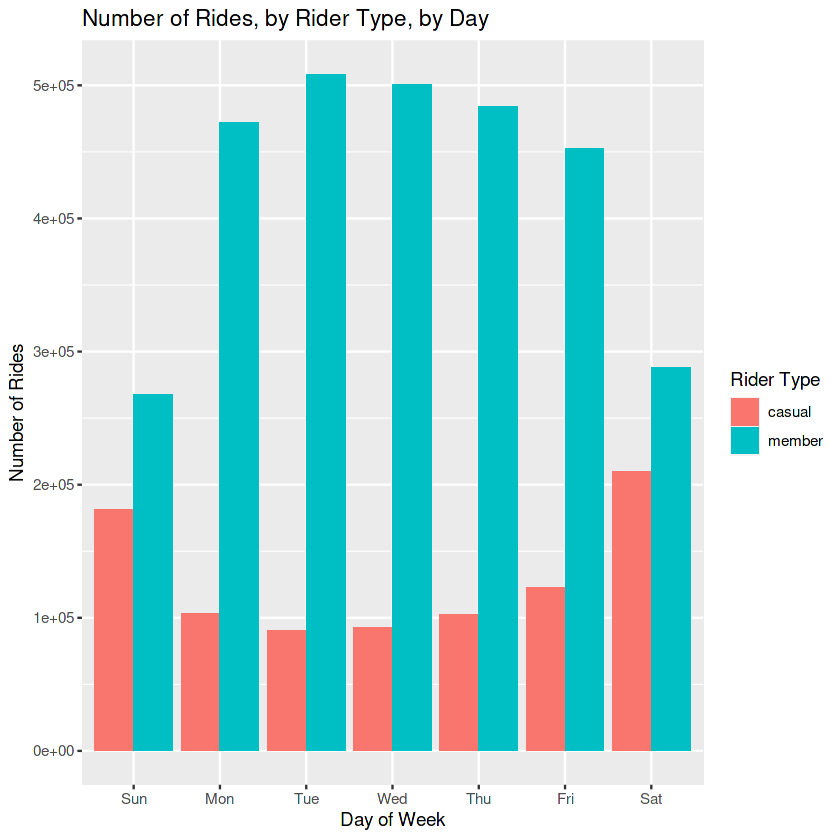 Number of Rides, by Rider Type, by Day
Number of Rides
5e+05
4e+05
3e+05
2e+05
1e+05
0e+00
Sun Mon Tue Wed Thu Fri Sat
Day of Week
Rider Type
casual
member